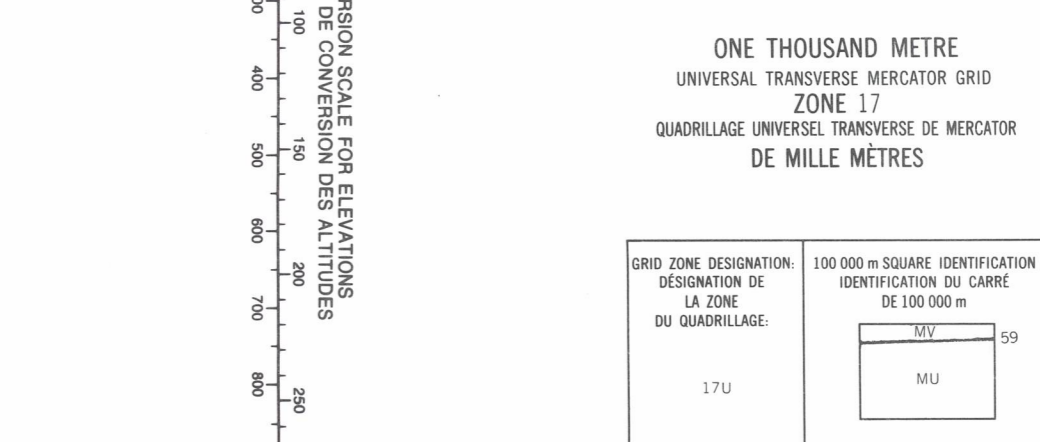 RSION SCALE FOR ELEVATIONS
DE CONVERSION DES ALTITUDES
100
150
200
250
400
500
600
700
800
ONE THOUSAND METRE
UNIVERSAL TRANSVERSE MERCATOR GRID
ZONE 17
QUADRILLAGE UNIVERSEL TRANSVERSE DE MERCATOR
DE MILLE MÈTRES
GRID ZONE DESIGNATION:
DÉSIGNATION DE
LA ZONE
DU QUADRILLAGE:
17U
100 000 m SQUARE IDENTIFICATION
IDENTIFICATION DU CARRÉ
DE 100 000 m
MV
59
MU